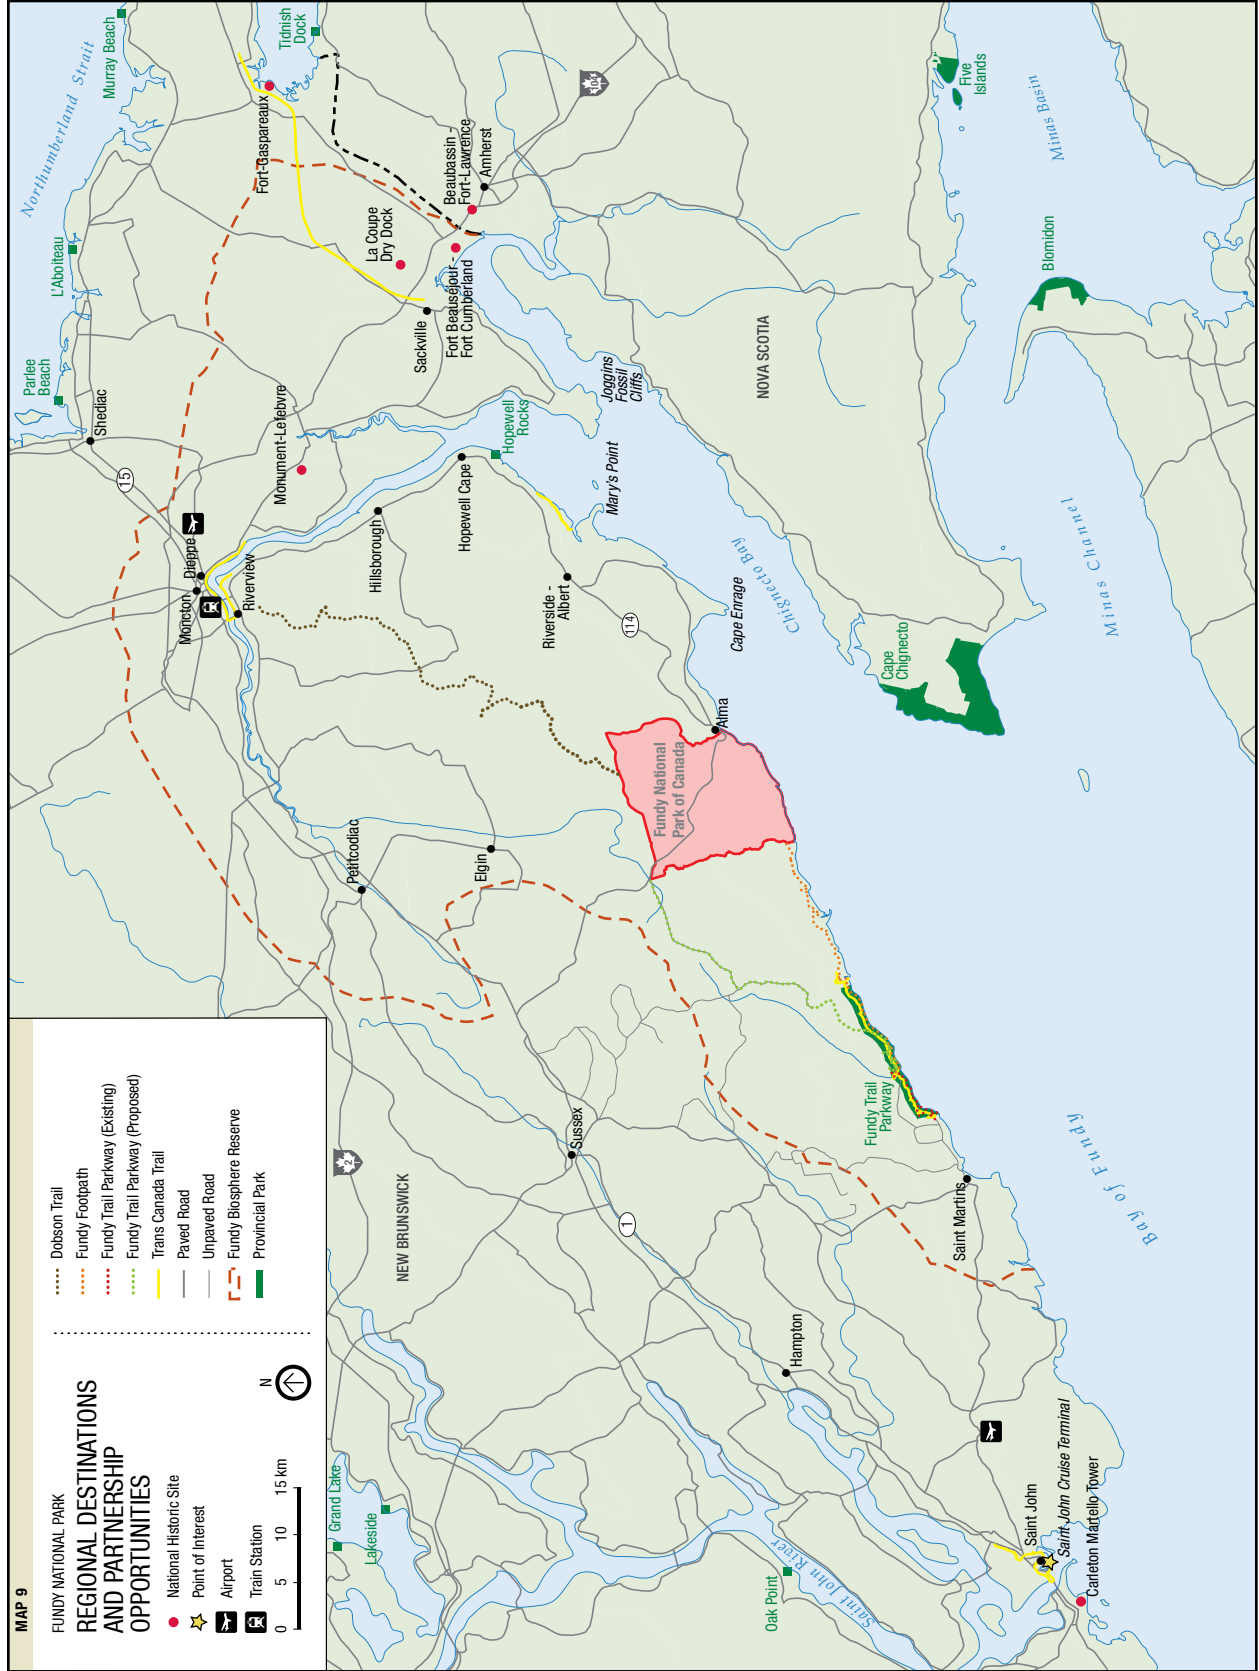 MAP 9
FUNDY NATIONAL PARK
REGIONAL DESTINATIONS
AND PARTNERSHIP
OPPORTUNITIES
N
National Historic Site
Point of Interest
Airport
Train Station
0 5 10 15 km
Dobson Trail
Fundy Footpath
Fundy Trail Parkway (Existing)
Fundy Trail Parkway (Proposed)
Trans Canada Trail
Paved Road
Unpaved Road
Fundy Biosphere Reserve
Provincial Park
Grand Lake
Lakeside
Oak Point
Saint John River
Saint John
Saint John Cruise Terminal
Carleton Martello Tower
Hampton
NEW BRUNSWICK
2
1
Sussex
Saint Martins
Fundy Trail
Parkway
Bay of Fundy
Petitcodiac
Elgin
Fundy National
Park of Canada
Alma
Moncton
Dieppe
Riverview
15
Shediac
Parlee
Beach
L'Aboiteau
Murray Beach
Northumberland Strait
Tidnish
Dock
Fort-Gaspareaux
Monument-Lefebvre
La Coupe
Dry Dock
Beaubassin -
Fort-Lawrence
Amherst
104
Sackville
Fort Beauséjour -
Fort Cumberland
Hillsborough
Hopewell Cape
Hopewell
Rocks
Joggins
Fossil
Cliffs
Mary's Point
Riverside -
Albert
114
Cape Enrage
Chignecto Bay
NOVA SCOTIA
Cape
Chignecto
Minas Channel
Blomidon
Minas Basin
Five
Islands